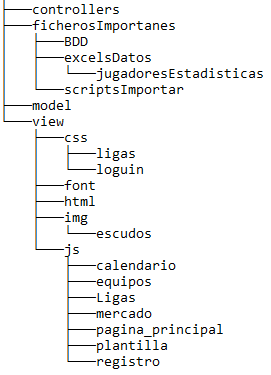 controllers
ficherosImportanes
BDD
excelsDatos
jugadoresEstadisticas
scriptsImportar
model
view
css
ligas
loguin
font
html
img
escudos
js
calendario
equipos
Ligas
mercado
pagina_principal
plantilla
registro